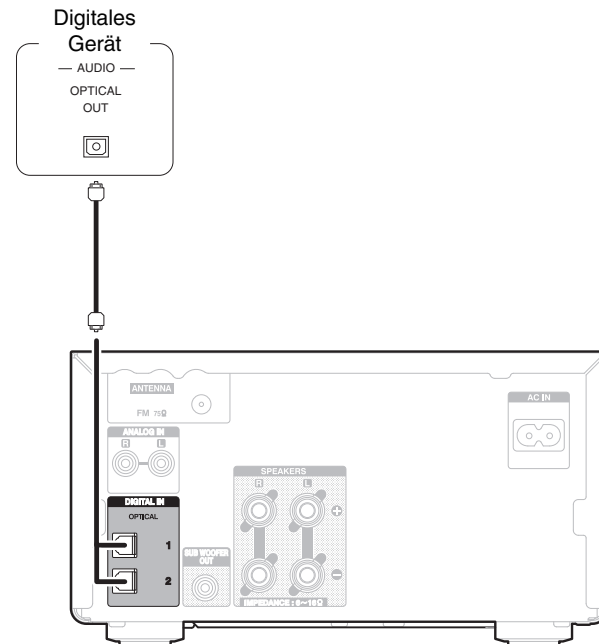 Digitales
Gerät
AUDIO
OPTICAL
OUT
ANTENNA
FM 75Ω
AC IN
ANALOG IN
R L
SPEAKERS
R L
DIGITAL IN
OPTICAL
1
2
SUB WOOFER
OUT
+
−
IMPEDANCE : 6~16Ω